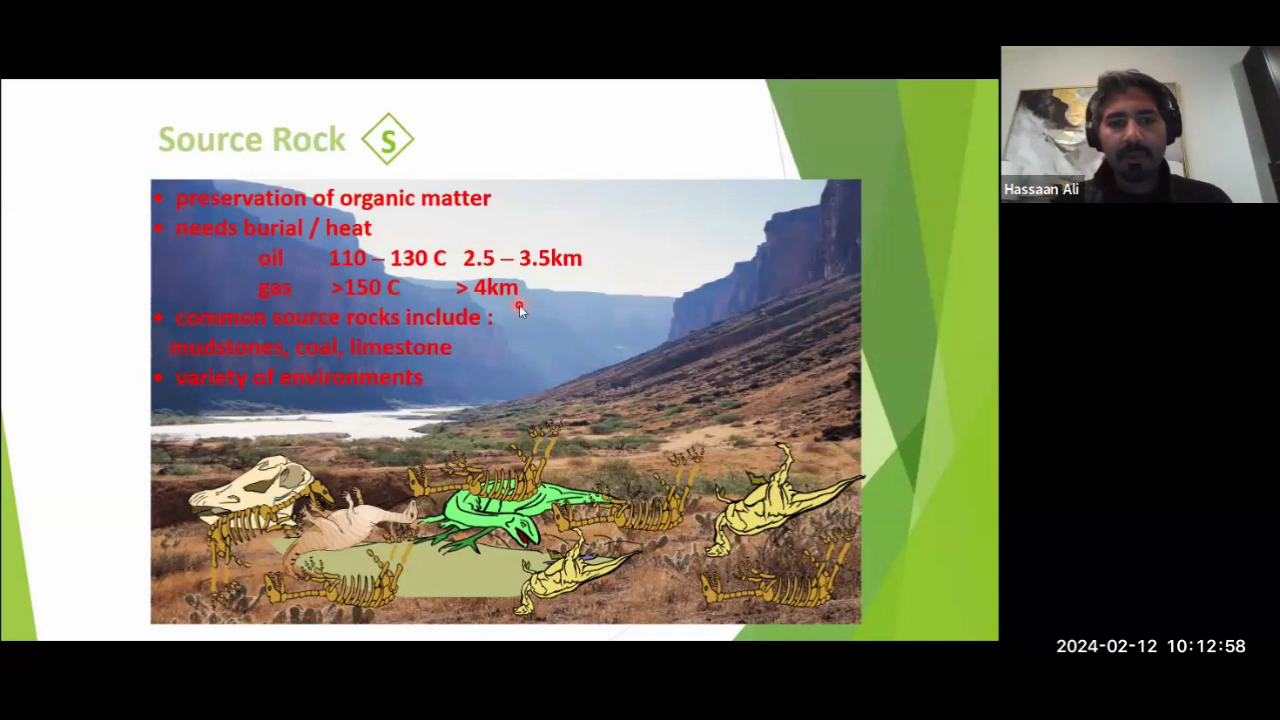 Source Rock S
• preservation of organic matter
• needs burial / heat
oil 110 – 130 C 2.5 – 3.5km
gas >150 C > 4km
• common source rocks include :
mudstones, coal, limestone
• variety of environments
Hassaan Ali
2024-02-12 10:12:58